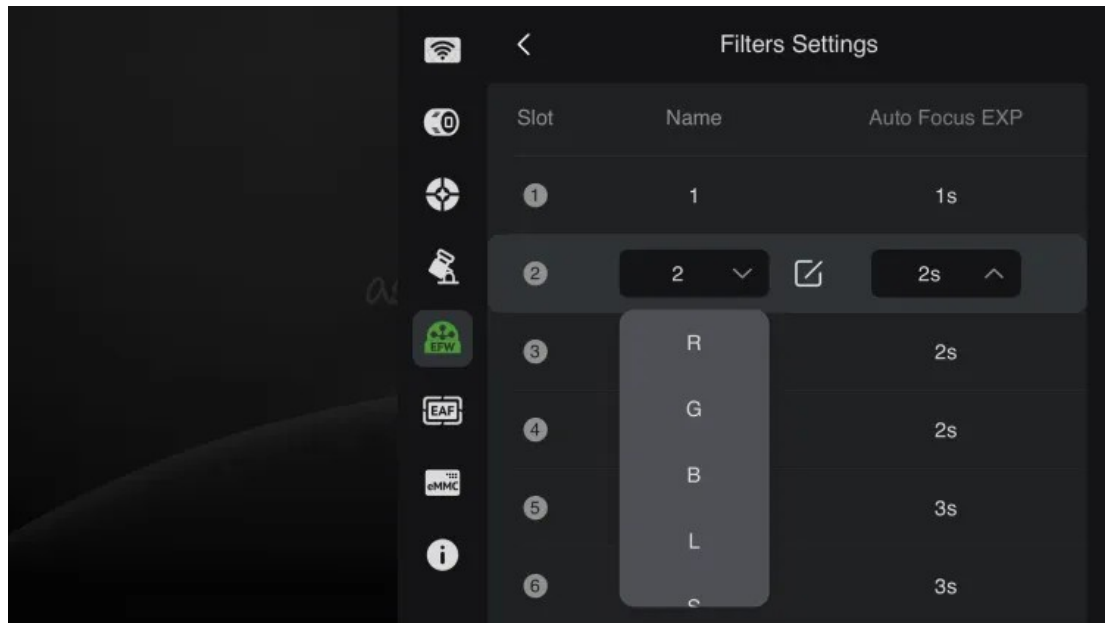 Filters Settings
Slot Name Auto Focus EXP
1 1 1s
2 2 2s
R
3 2s
G
4 2s
B
5 3s
L
6 3s
EFW
EAF
eMMC